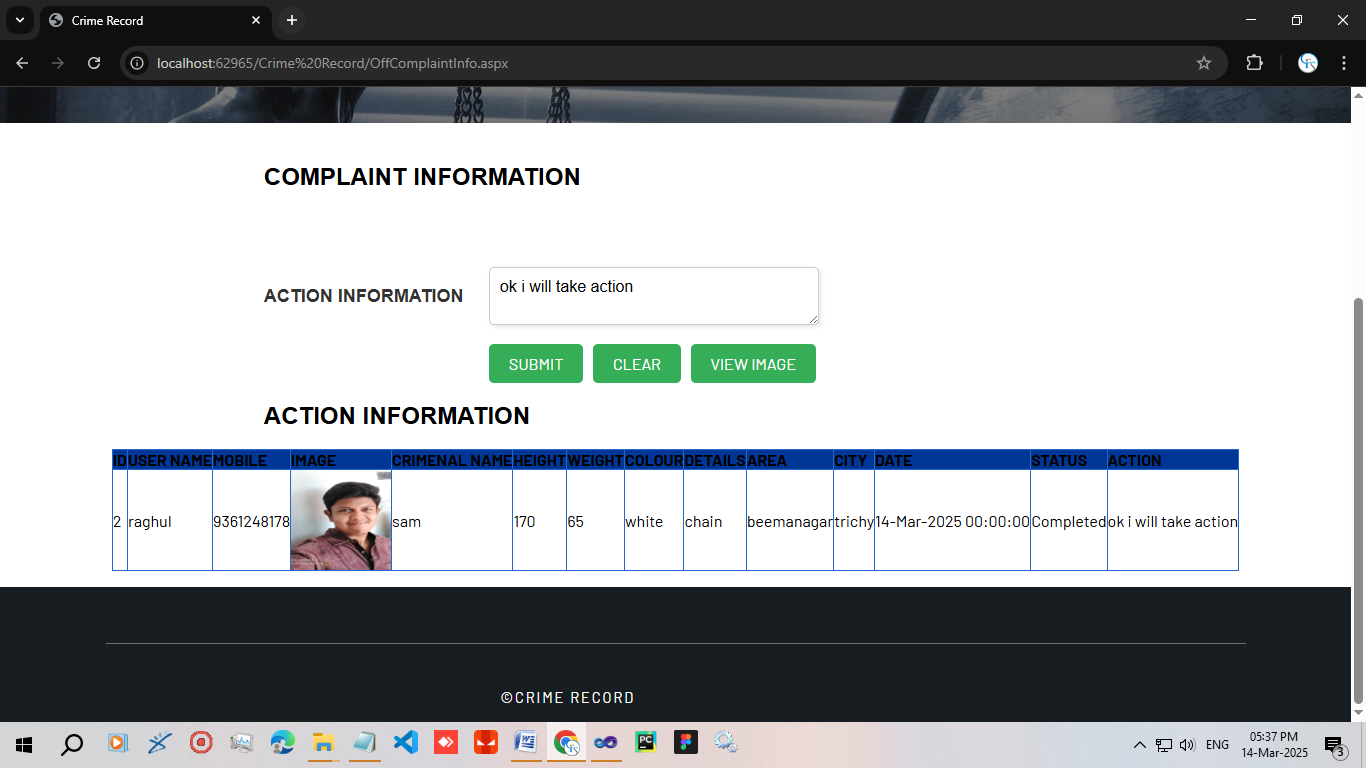 Crime Record
localhost:62965/Crime%20Record/OffComplaintInfo.aspx
COMPLAINT INFORMATION
ACTION INFORMATION
ok i will take action
SUBMIT CLEAR VIEW IMAGE
ACTION INFORMATION
ID USER NAME MOBILE IMAGE CRIMENAL NAME HEIGHT WEIGHT COLOUR DETAILS AREA CITY DATE STATUS ACTION
2 raghul 9361248178 sam 170 65 white chain beemanagar trichy 14-Mar-2025 00:00:00 Completed ok i will take action
©CRIME RECORD
ENG
05:37 PM
14-Mar-2025
3